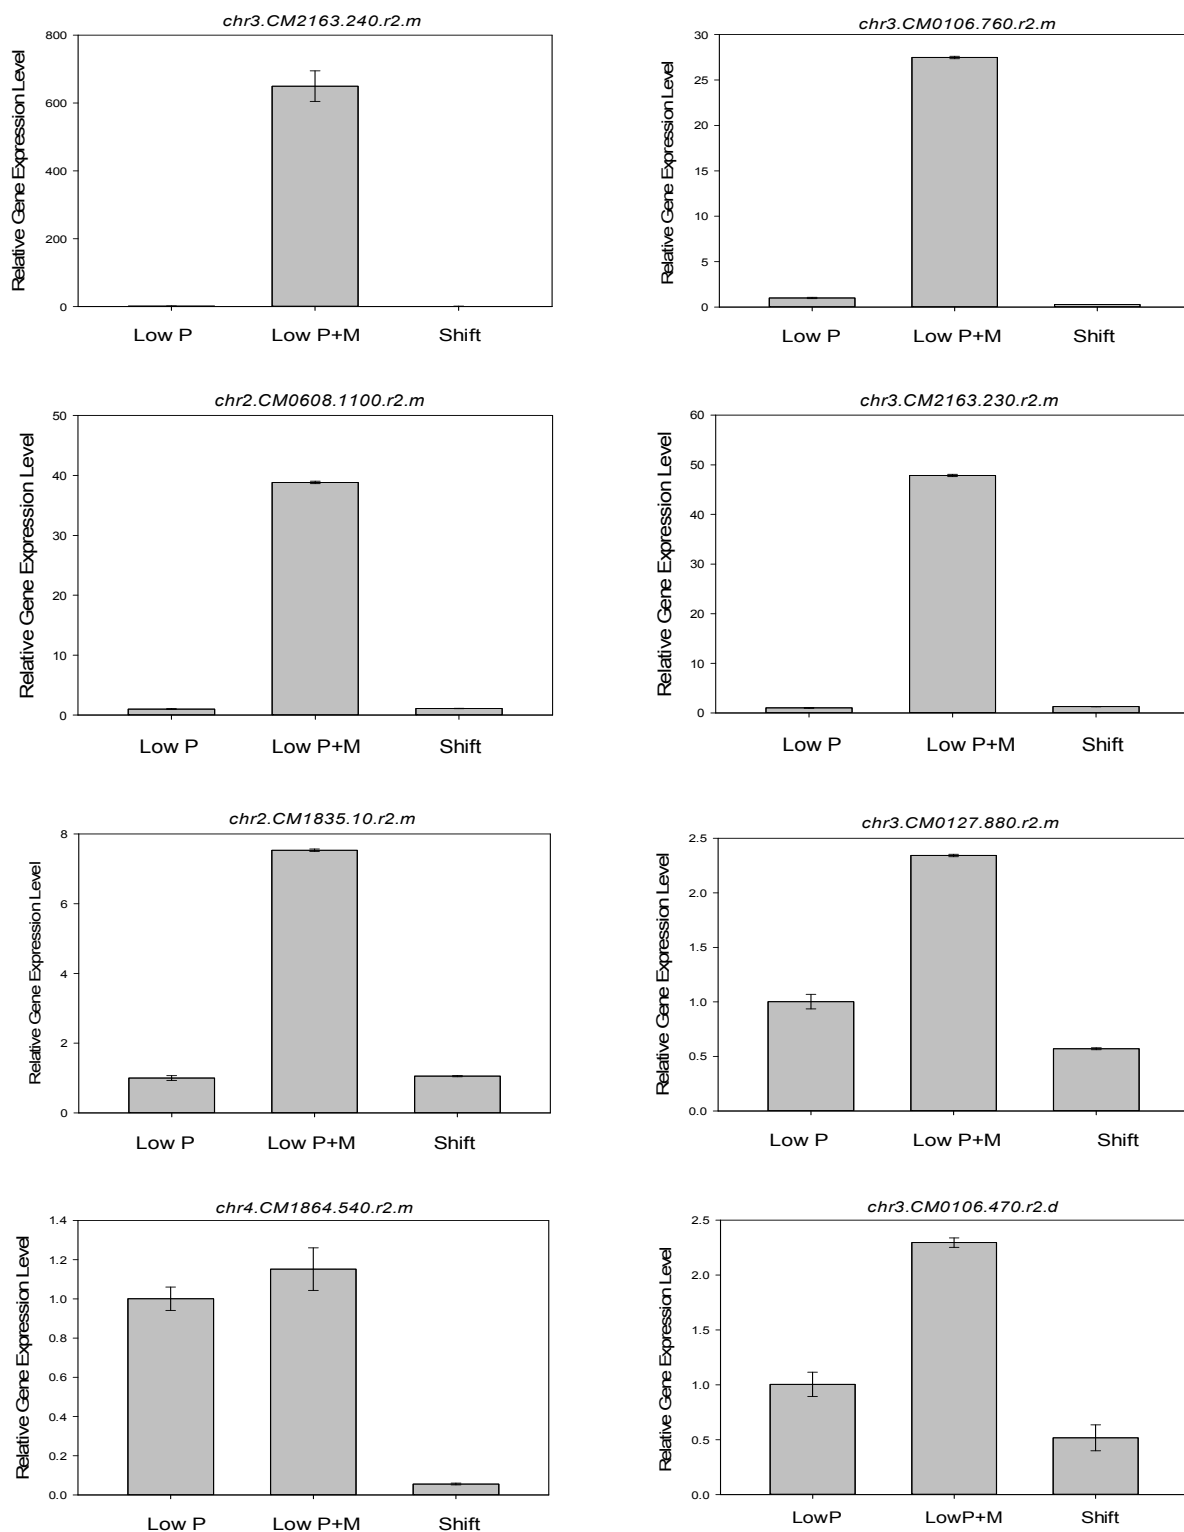 chr3.CM2163.240.r2.m
Relative Gene Expression Level
800
600
400
200
0
Low P Low P+M Shift
chr3.CM0106.760.r2.m
Relative Gene Expression Level
30
25
20
15
10
5
0
Low P Low P+M Shift
chr2.CM0608.1100.r2.m
Relative Gene Expression Level
50
40
30
20
10
0
Low P Low P+M Shift
chr3.CM2163.230.r2.m
Relative Gene Expression Level
60
50
40
30
20
10
0
Low P Low P+M Shift
chr2.CM1835.10.r2.m
Relative Gene Expression Level
8
6
4
2
0
Low P Low P+M Shift
chr3.CM0127.880.r2.m
Relative Gene Expression Level
2.5
2.0
1.5
1.0
0.5
0.0
Low P Low P+M Shift
chr4.CM1864.540.r2.m
Relative Gene Expression Level
1.4
1.2
1.0
0.8
0.6
0.4
0.2
0.0
Low P Low P+M Shift
chr3.CM0106.470.r2.d
Relative Gene Expression Level
2.5
2.0
1.5
1.0
0.5
0.0
LowP LowP+M Shift